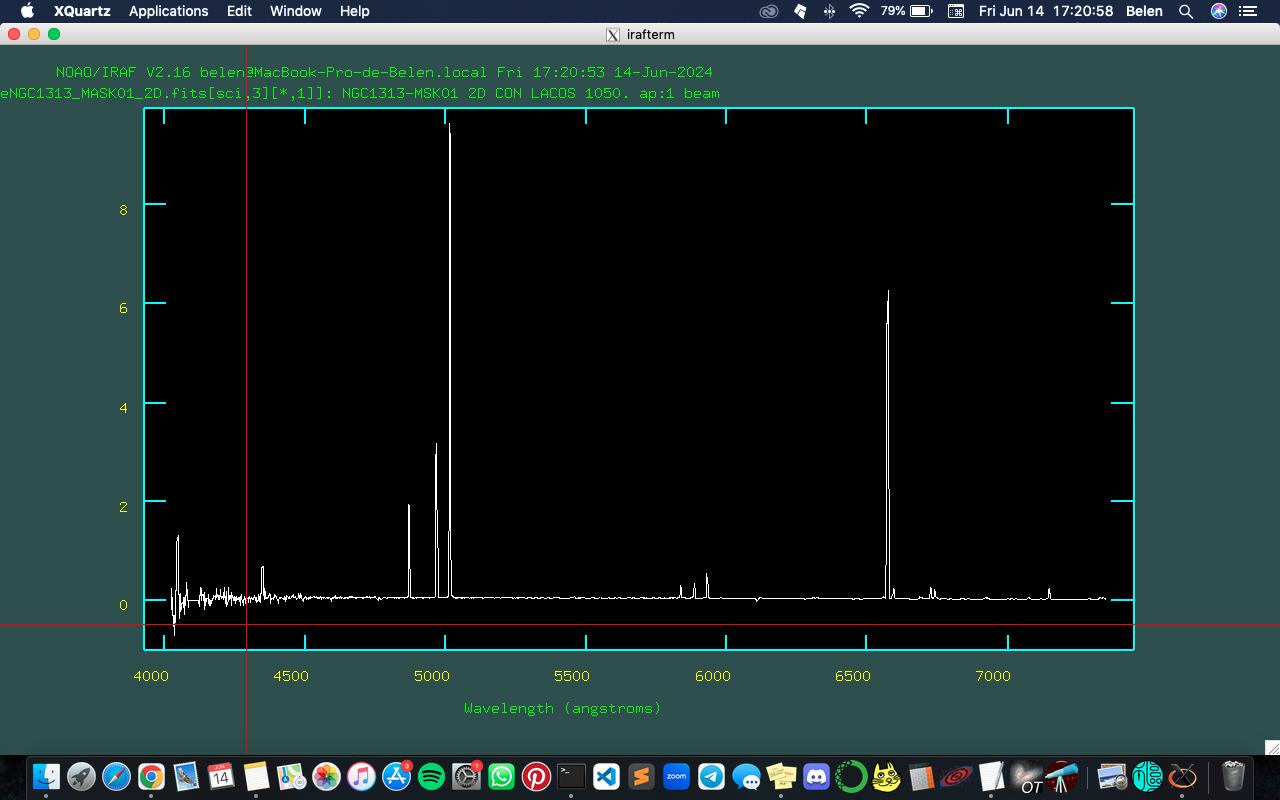 XQuartz Applications Edit Window Help 79% Fri Jun 14 17:20:58 Belen
X irafterm
NOAO/IRAF V2.16 belen@MacBook-Pro-de-Belen.local Fri 17:20:53 14-Jun-2024
eNGC1313_MASK01_2D.fits[sci,3][*,1]]: NGC1313-MSK01 2D CON LACOS 1050. ap:1 beam
8
6
4
2
0
4000 4500 5000 5500 6000 6500 7000
Wavelength (angstroms)
JUN
14
3
1
zoom
OT